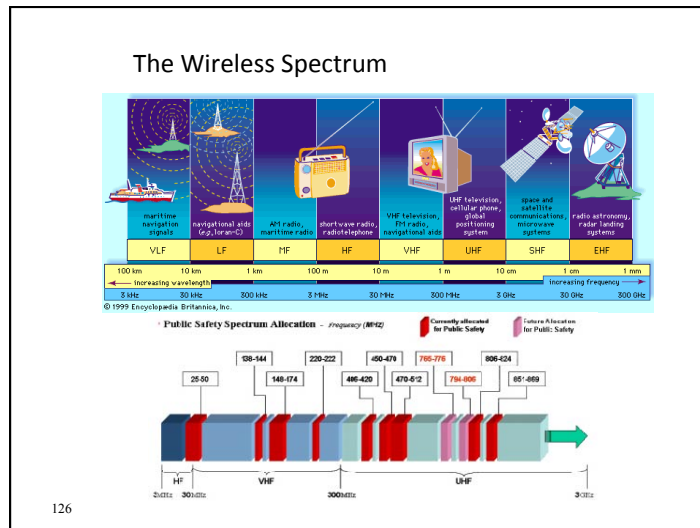 The Wireless Spectrum
maritime
navigation
signals
navigational aids
(e.g., loran-C)
AM radio,
maritime radio
shortwave radio,
radiotelephone
VHF television,
FM radio,
navigational aids
UHF television,
cellular phone,
global
positioning
system
space and
satellite
communications,
microwave
systems
radio astronomy,
radar landing
systems
VLF LF MF HF VHF UHF SHF EHF
100 km 10 km 1 km 100 m 10 m 1 m 10 cm 1 cm 1 mm
increasing wavelength increasing frequency
3 kHz 30 kHz 300 kHz 3 MHz 30 MHz 300 MHz 3 GHz 30 GHz 300 GHz
© 1999 Encyclopædia Britannica, Inc.
Public Safety Spectrum Allocation – Frequency (MHz)
Currently allocated
for Public Safety
Future Allocation
for Public Safety
138-144 220-222 450-470 765-776 806-824
25-50 148-174 406-420 470-512 794-806 851-869
HF VHF UHF
3MHz 30MHz 300MHz 3GHz
126